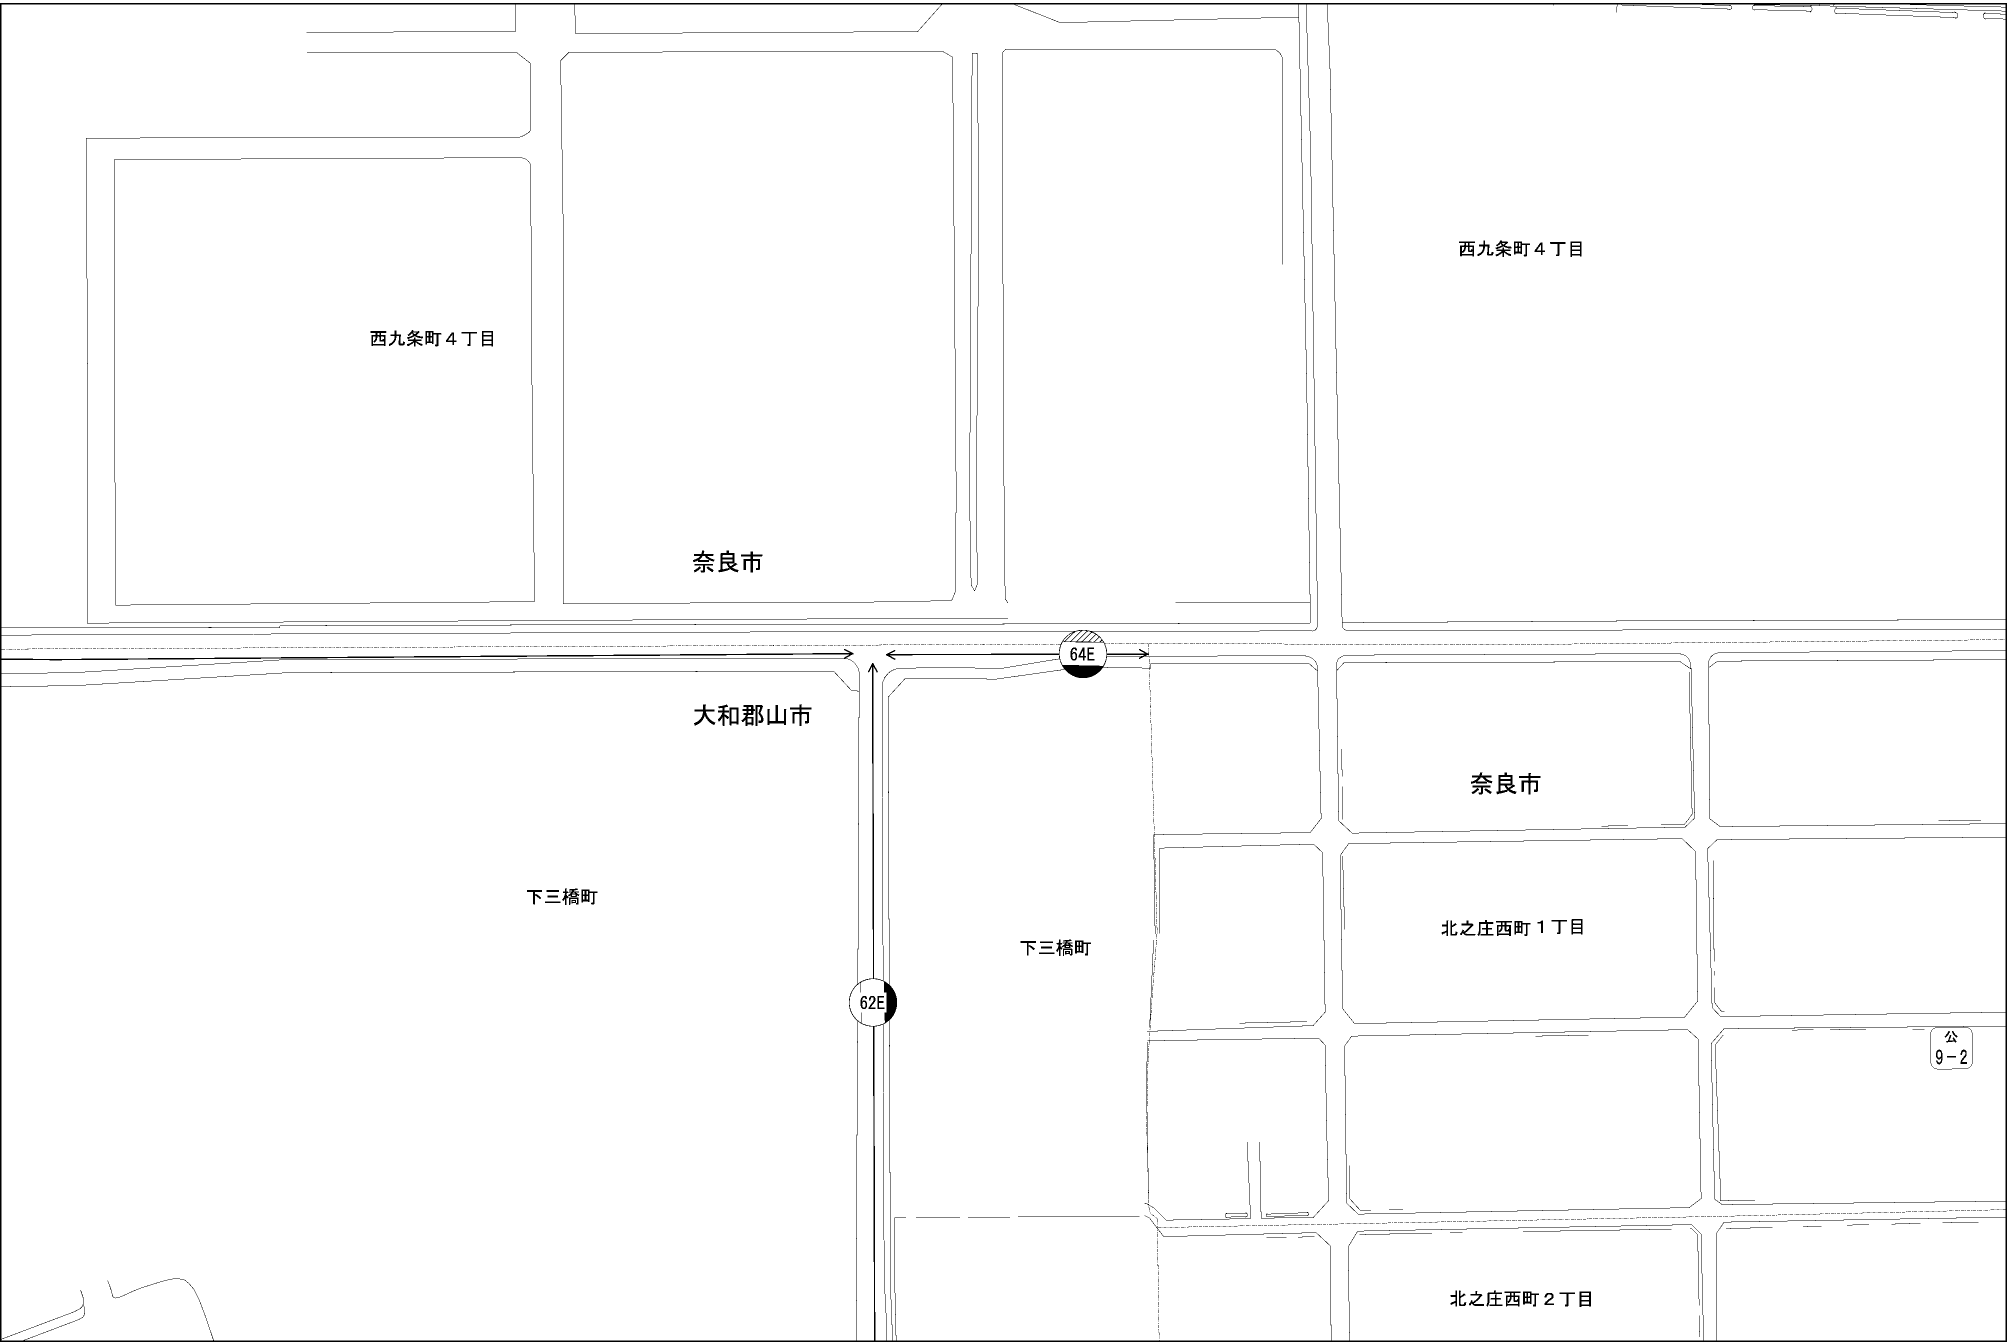 西九条町４丁目
西九条町４丁目
奈良市
64E
大和郡山市
奈良市
下三橋町
北之庄西町１丁目
下三橋町
62E
公
9－2
北之庄西町２丁目